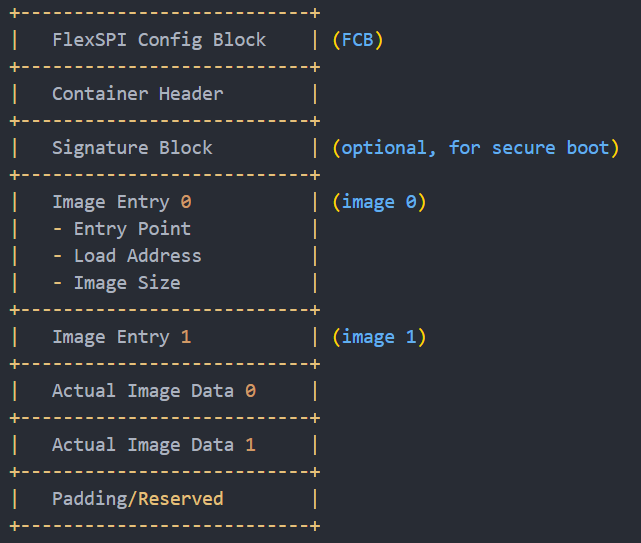 +---------------------------+
|   FlexSPI Config Block    | (FCB)
+---------------------------+
|   Container Header        |
+---------------------------+
|   Signature Block         | (optional, for secure boot)
+---------------------------+
|   Image Entry 0           | (image 0)
|   - Entry Point           |
|   - Load Address          |
|   - Image Size            |
+---------------------------+
|   Image Entry 1           | (image 1)
+---------------------------+
|   Actual Image Data 0     |
+---------------------------+
|   Actual Image Data 1     |
+---------------------------+
|   Padding/Reserved        |
+---------------------------+